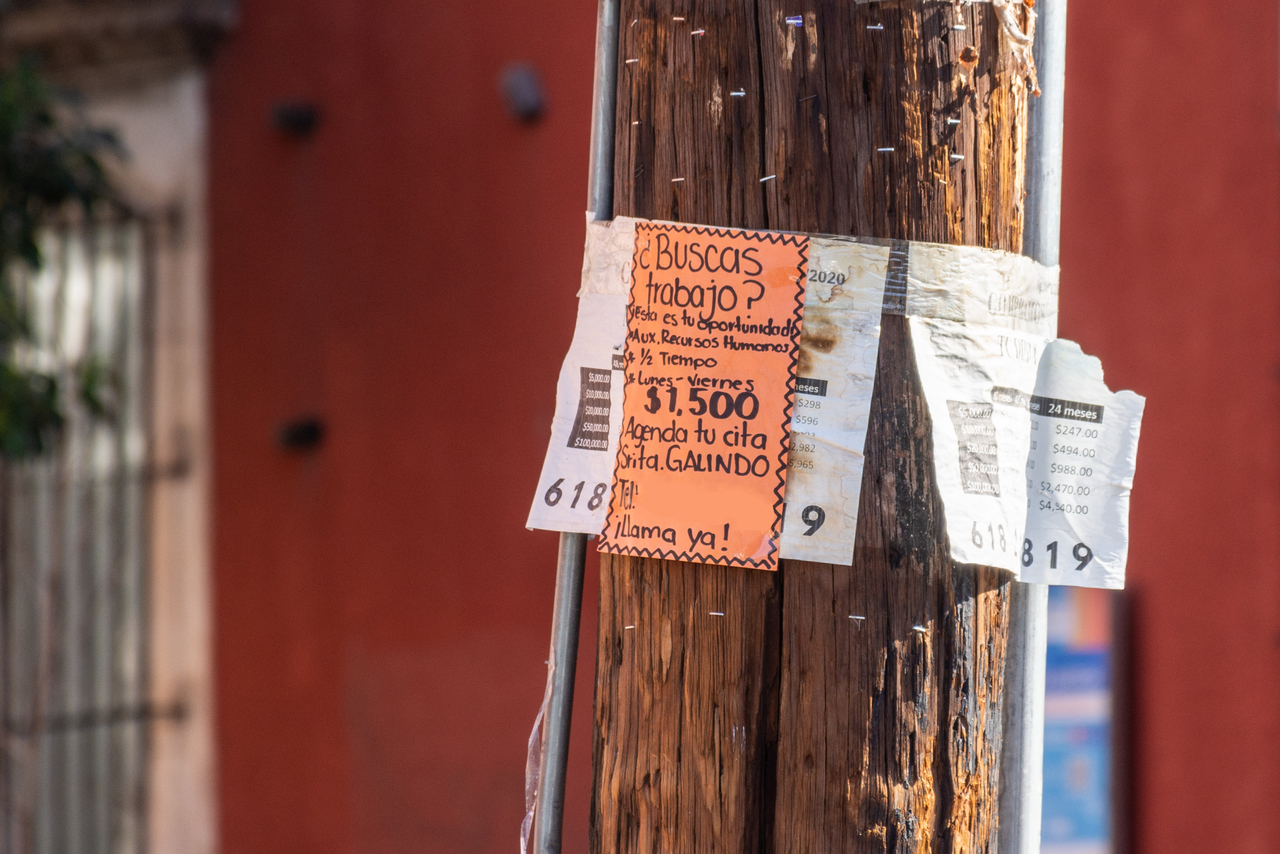 ¿Buscas
trabajo?
¡Esta es tu oportunidad!
*Aux. Recursos Humanos
* 1/2 Tiempo
* Lunes - Viernes
$1,500
Agenda tu cita
Srita. GALINDO
Tel:
¡Llama ya!
$5,000.00
$10,000.00
$20,000.00
$50,000.00
$100,000.00
618
2020
meses
$298
$596
2,982
5,965
9
24 meses
$247.00
$494.00
$988.00
$2,470.00
$4,940.00
618
819